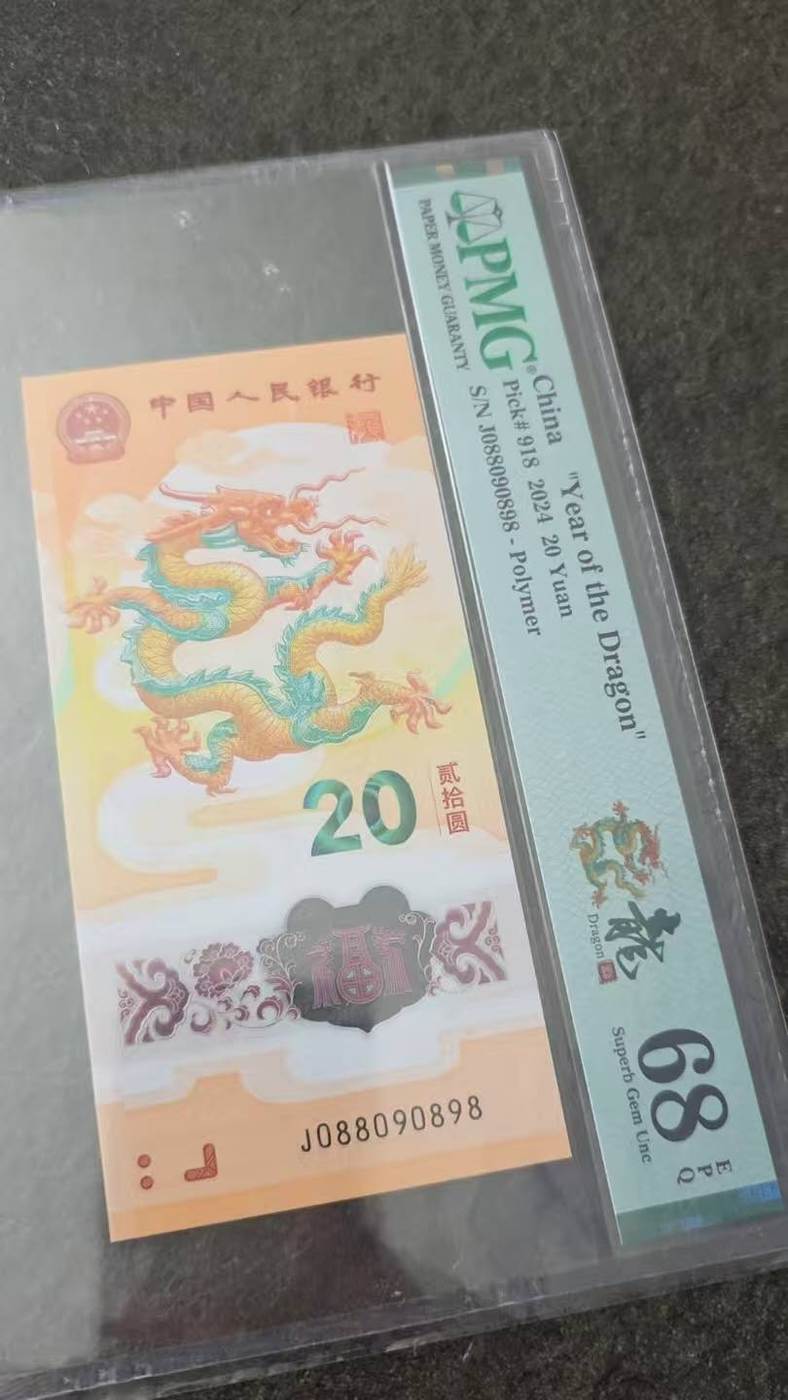 中国人民银行
20
贰拾圆
福
J088090898
PMG®
PAPER MONEY GUARANTY
China "Year of the Dragon"
Pick# 918 2024 20 Yuan
S/N J088090898 - Polymer
龍
Dragon
68
EPQ
Superb Gem Unc